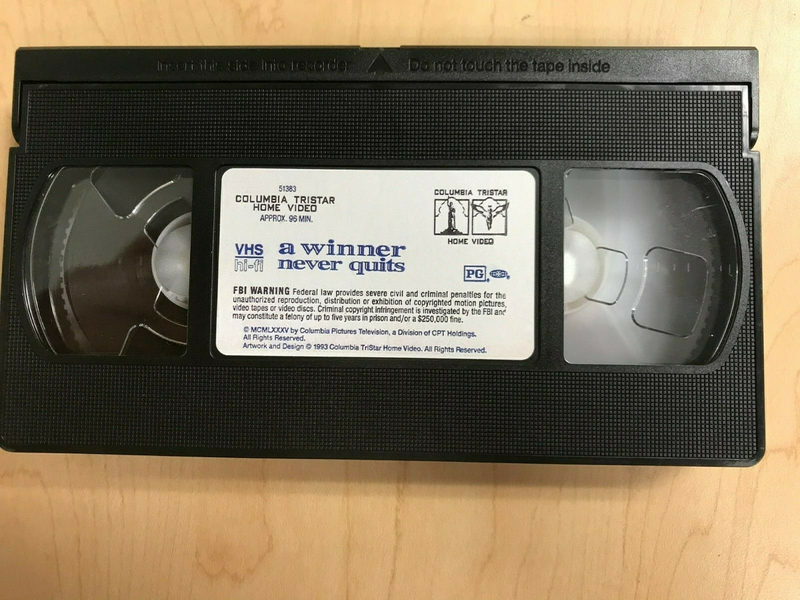 Insert this side into recorder
Do not touch the tape inside
51383
COLUMBIA TRISTAR
HOME VIDEO
APPROX. 96 MIN.
COLUMBIA TRISTAR
HOME VIDEO
VHS
hi-fi
a winner
never quits
PG
FBI WARNING Federal law provides severe civil and criminal penalties for the
unauthorized reproduction, distribution or exhibition of copyrighted motion pictures,
video tapes or video discs. Criminal copyright infringement is investigated by the FBI and
may constitute a felony of up to five years in prison and/or a $250,000 fine.
© MCMLXXXV by Columbia Pictures Television, a Division of CPT Holdings.
All Rights Reserved.
Artwork and Design © 1993 Columbia TriStar Home Video. All Rights Reserved.